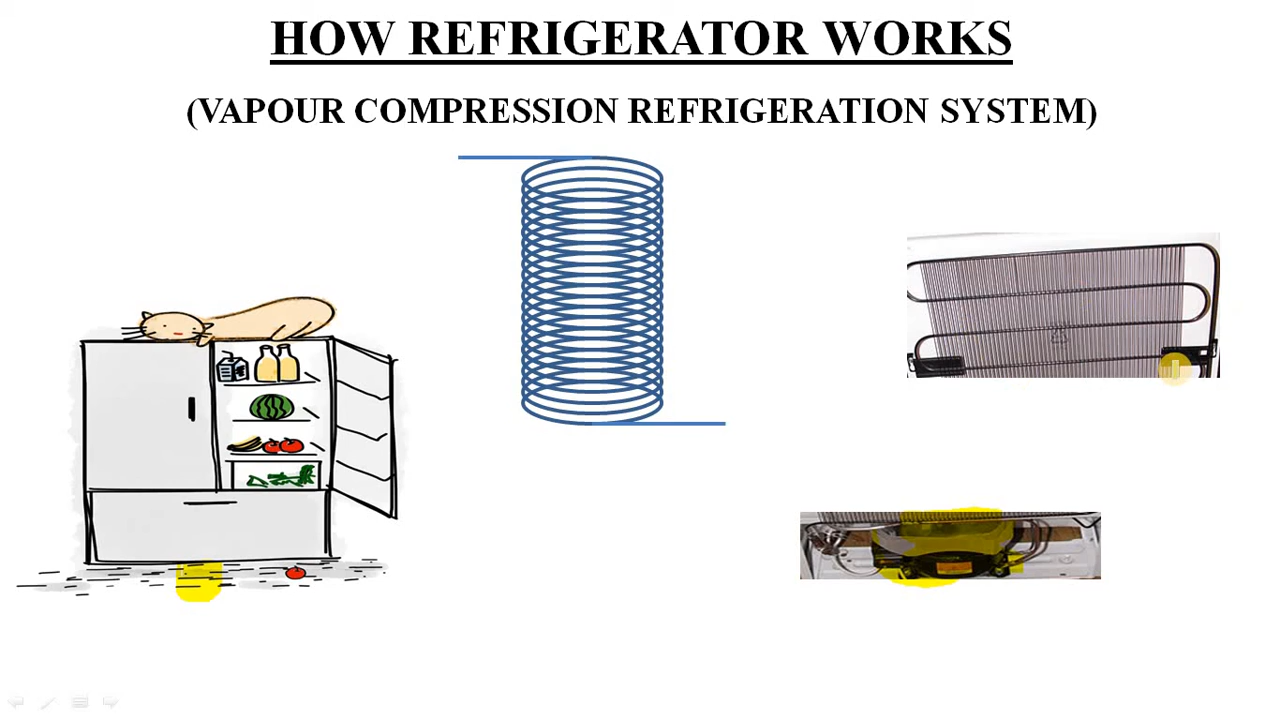 HOW REFRIGERATOR WORKS
(VAPOUR COMPRESSION REFRIGERATION SYSTEM)